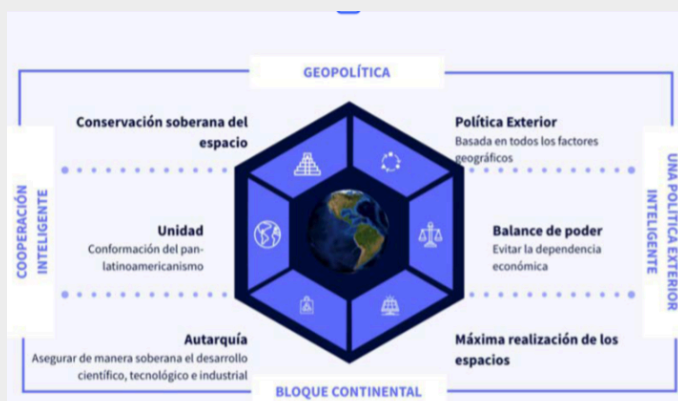 GEOPOLÍTICA
Conservación soberana del
espacio
Política Exterior
Basada en todos los factores
geográficos
COOPERACIÓN
INTELIGENTE
Unidad
Conformación del pan-
latinoamericanismo
Balance de poder
Evitar la dependencia
económica
UNA POLÍTICA EXTERIOR
INTELIGENTE
Autarquía
Asegurar de manera soberana el desarrollo
científico, tecnológico e industrial
Máxima realización de los
espacios
BLOQUE CONTINENTAL